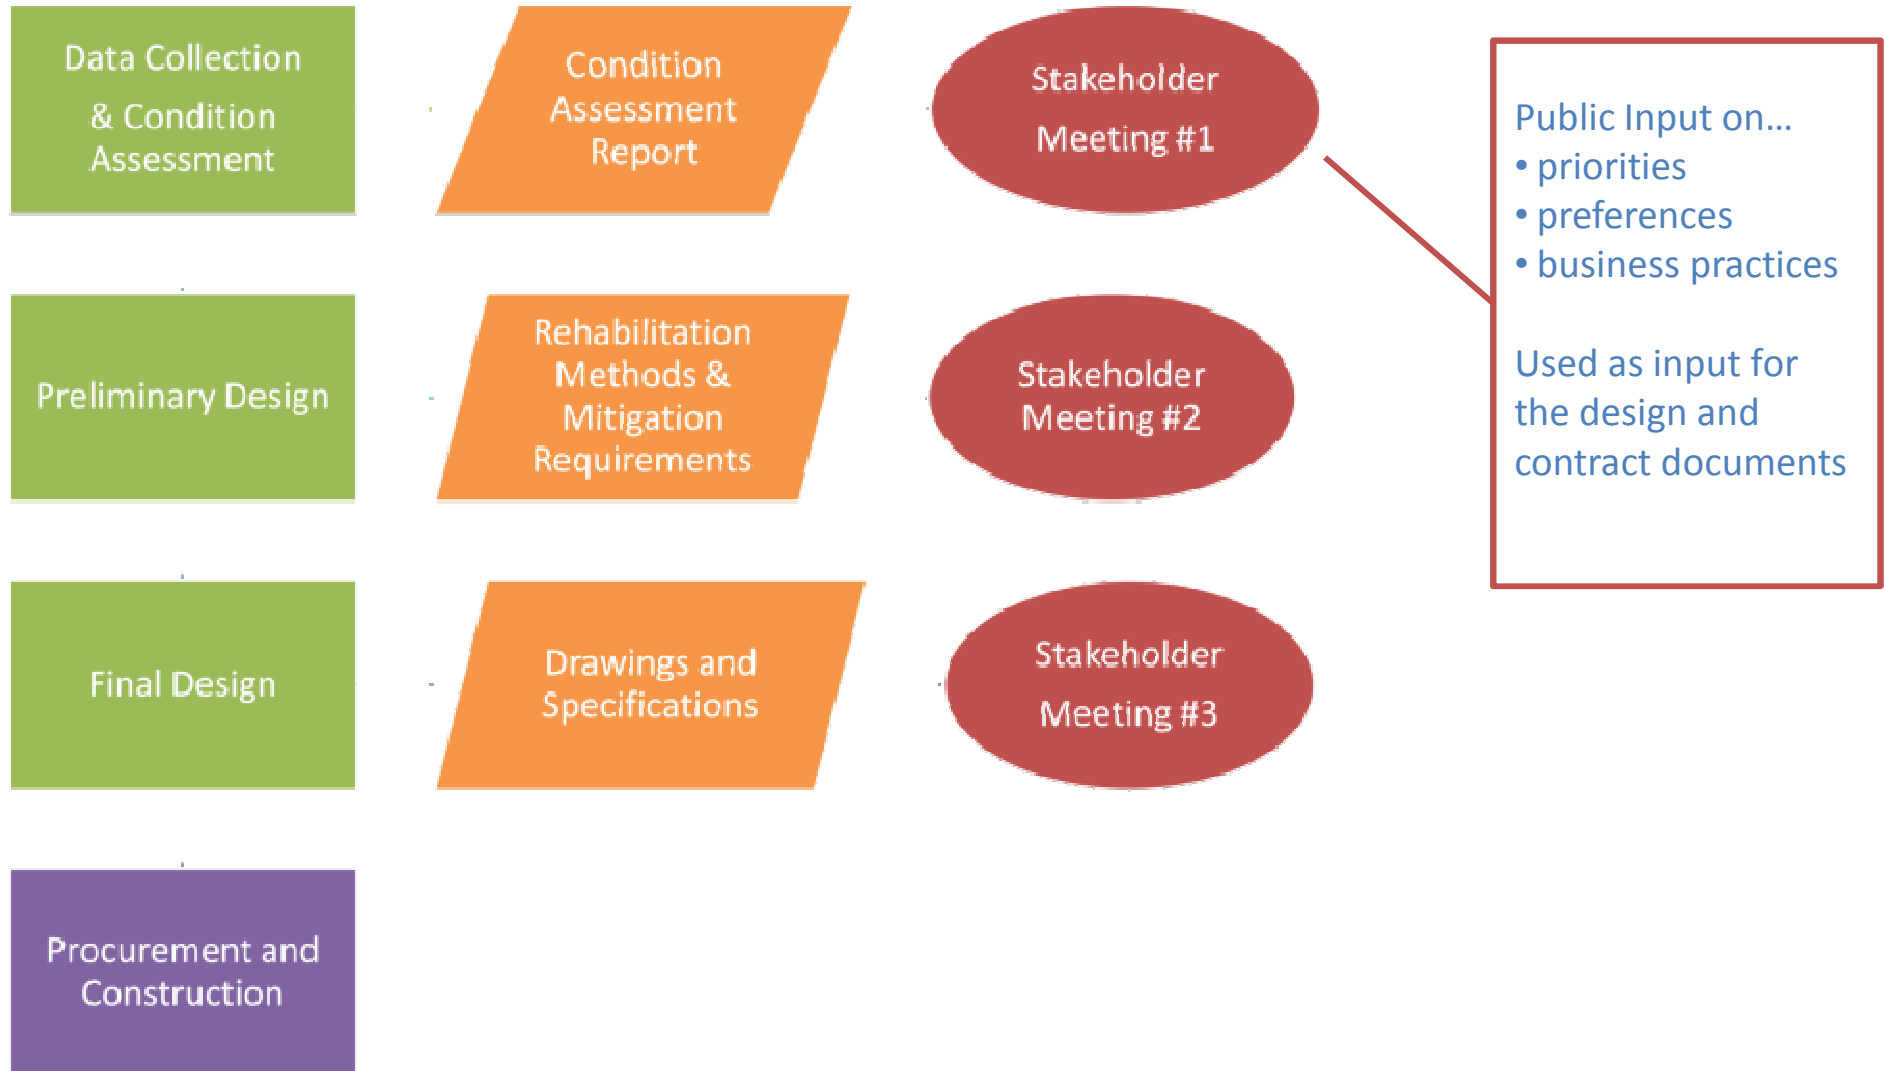 Data Collection
& Condition
Assessment
Condition
Assessment
Report
Stakeholder
Meeting #1
Public Input on…
• priorities
• preferences
• business practices
Used as input for
the design and
contract documents
Preliminary Design
Rehabilitation
Methods &
Mitigation
Requirements
Stakeholder
Meeting #2
Final Design
Drawings and
Specifications
Stakeholder
Meeting #3
Procurement and
Construction